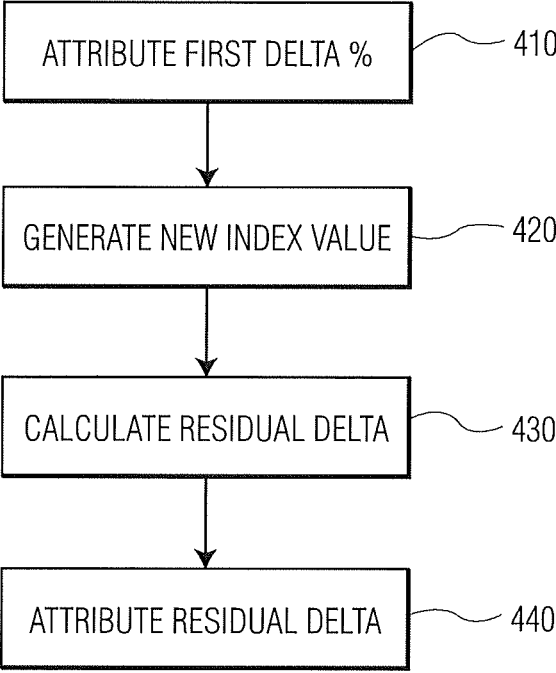 ATTRIBUTE FIRST DELTA %
410
GENERATE NEW INDEX VALUE
420
CALCULATE RESIDUAL DELTA
430
ATTRIBUTE RESIDUAL DELTA
440